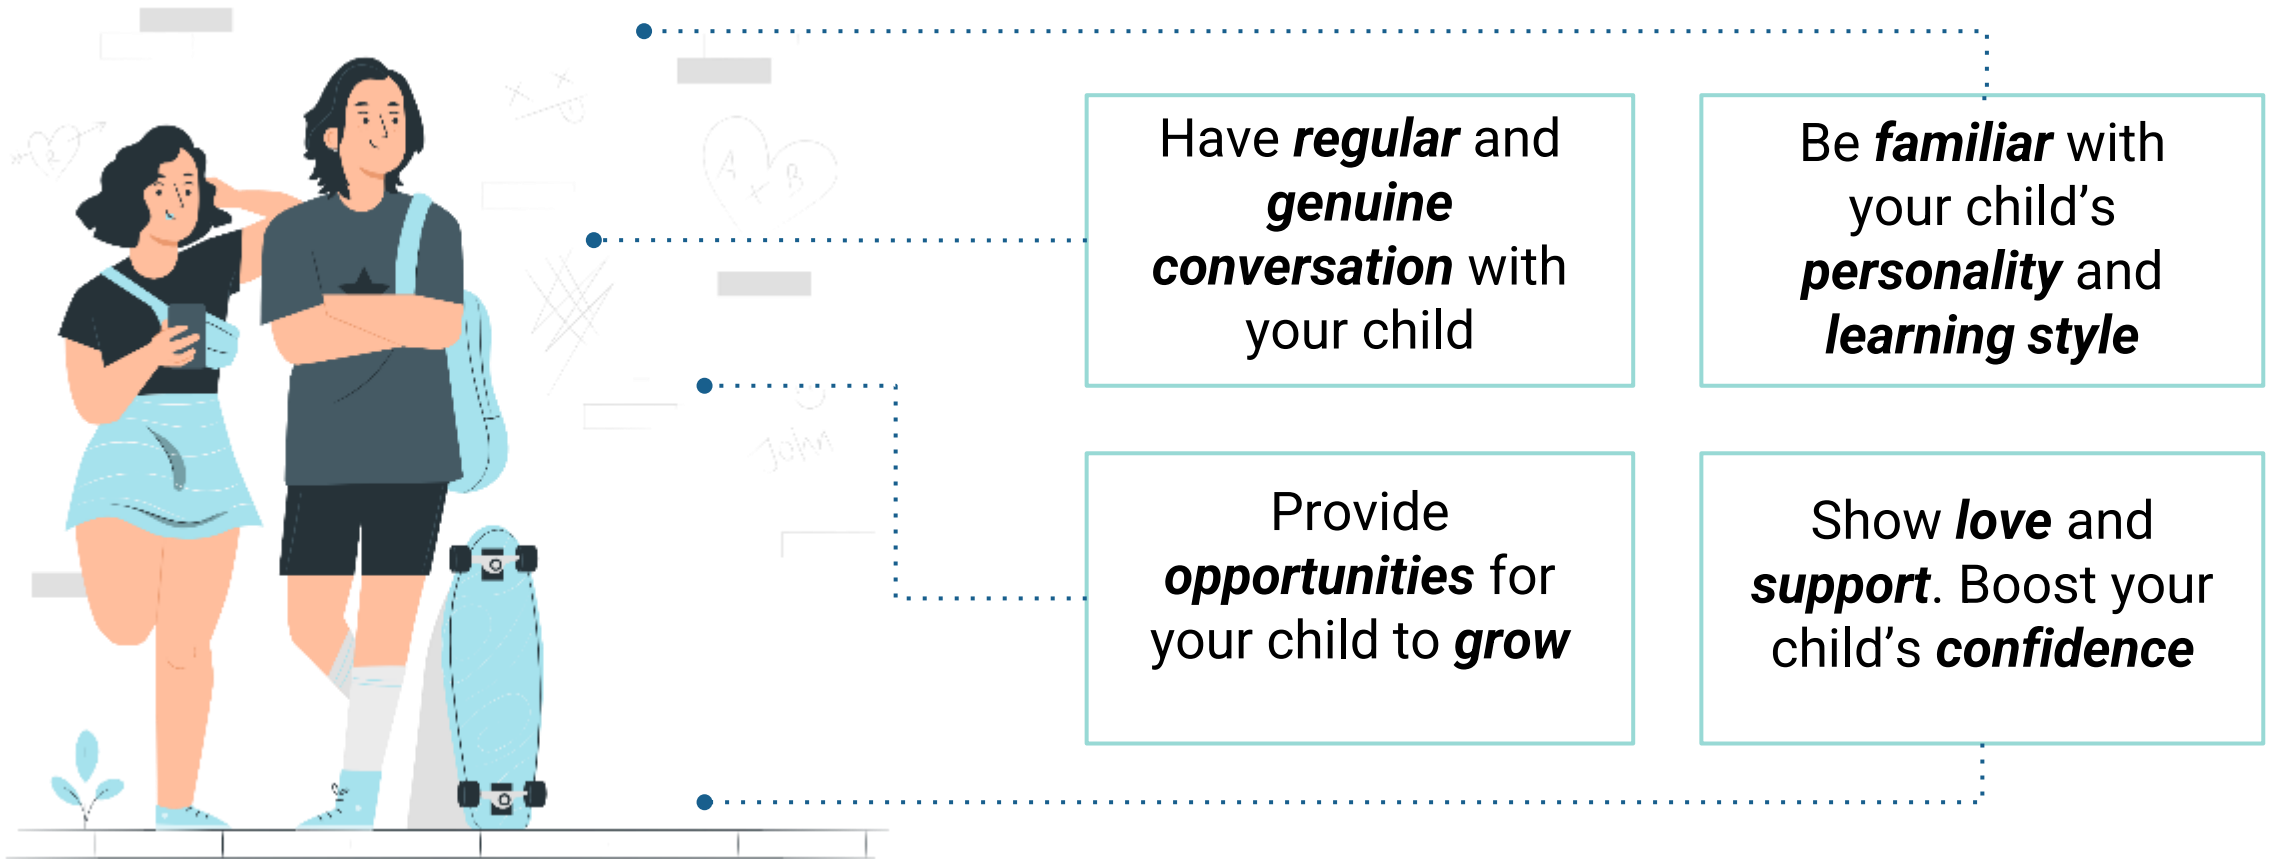 Have regular and
genuine
conversation with
your child
Be familiar with
your child’s
personality and
learning style
Provide
opportunities for
your child to grow
Show love and
support. Boost your
child’s confidence
A + B
John
R